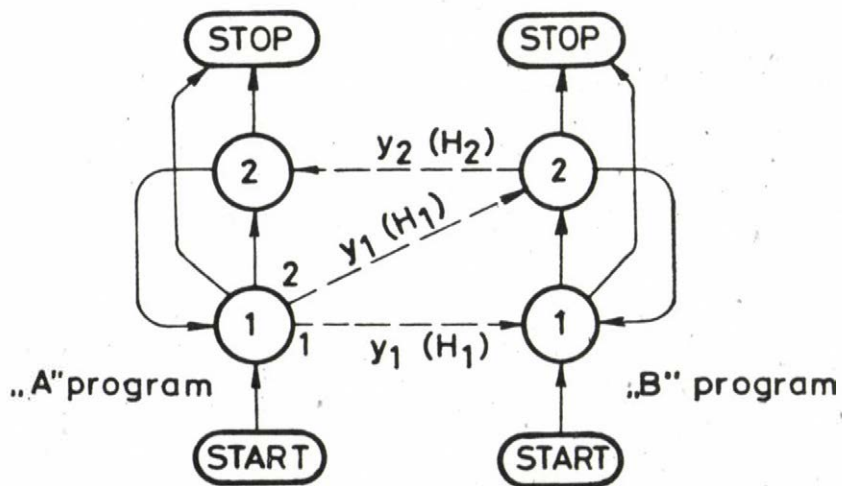 STOP STOP
y₂ (H₂)
2 2
y₁ (H₁)
2
1 1
1
y₁ (H₁)
„A" program „B" program
START START